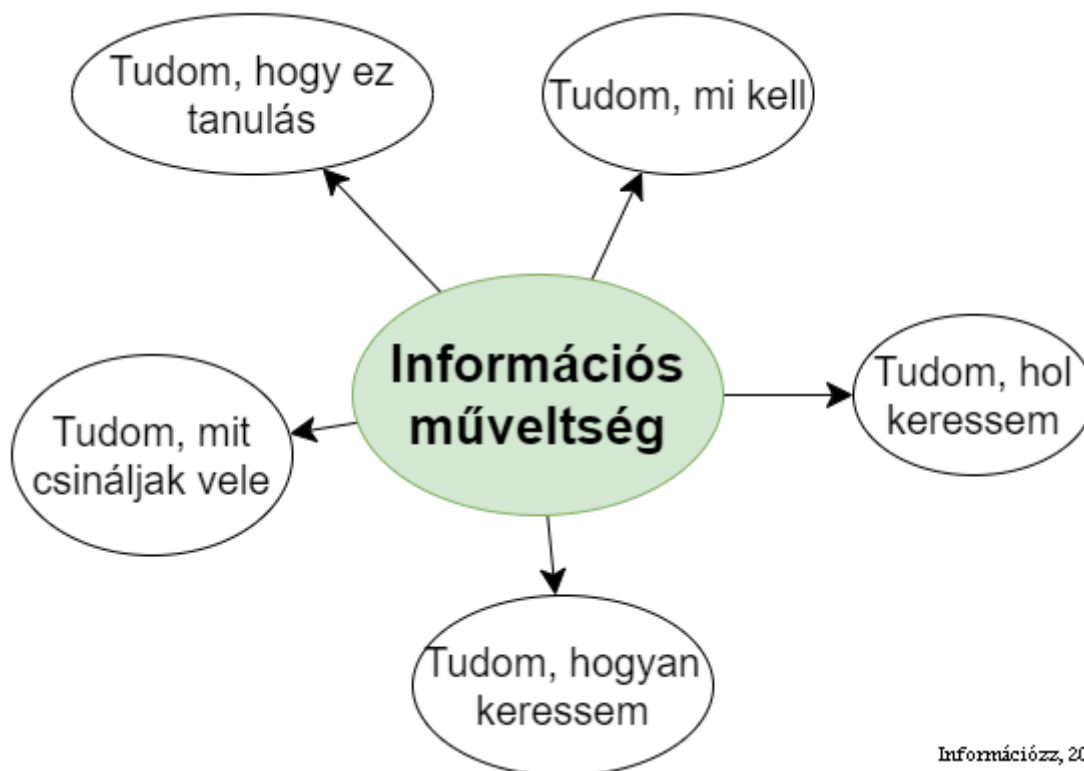 Tudom, hogy ez
tanulás
Tudom, mi kell
Információs
műveltség
Tudom, hol
keressem
Tudom, mit
csináljak vele
Tudom, hogyan
keressem
Információzz,